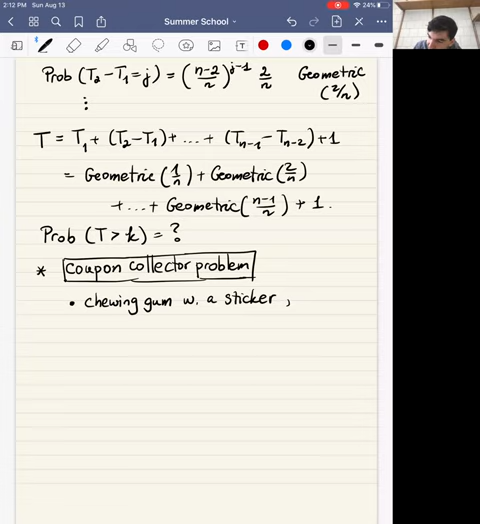 2:12 PM Sun Aug 13
24%
Summer School
Prob (T₂-T₁=j) = (n-2/n)^j-1 2/n Geometric
(2/n)
⋮
T = T₁ + (T₂-T₁) + ... + (Tₙ₋₁-Tₙ₋₂) + 1
= Geometric (1/n) + Geometric (2/n)
+ ... + Geometric (n-1/n) + 1.
Prob (T > k) = ?
* Coupon collector problem
• chewing gum w. a sticker ,